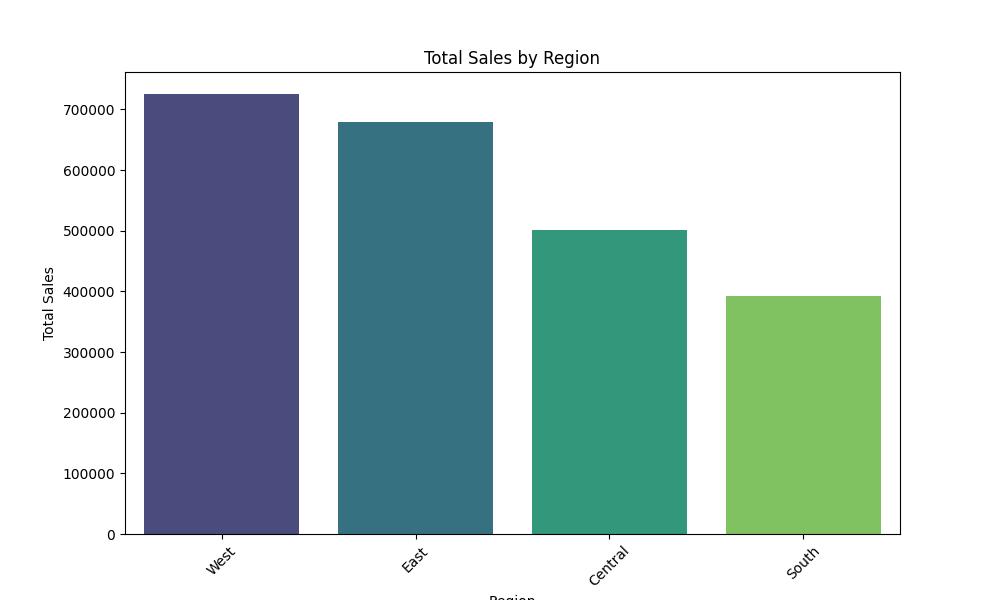 Total Sales by Region
700000
600000
500000
400000
300000
200000
100000
0
Total Sales
West
East
Central
South
Region